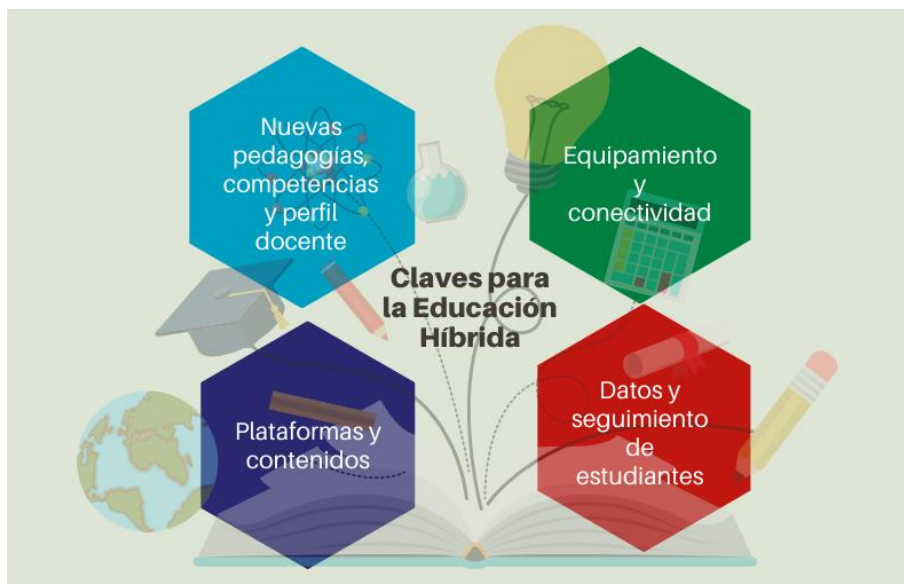 Nuevas
pedagogías,
competencias
y perfil
docente
Equipamiento
y
conectividad
Claves para
la Educación
Híbrida
Plataformas y
contenidos
Datos y
seguimiento
de
estudiantes